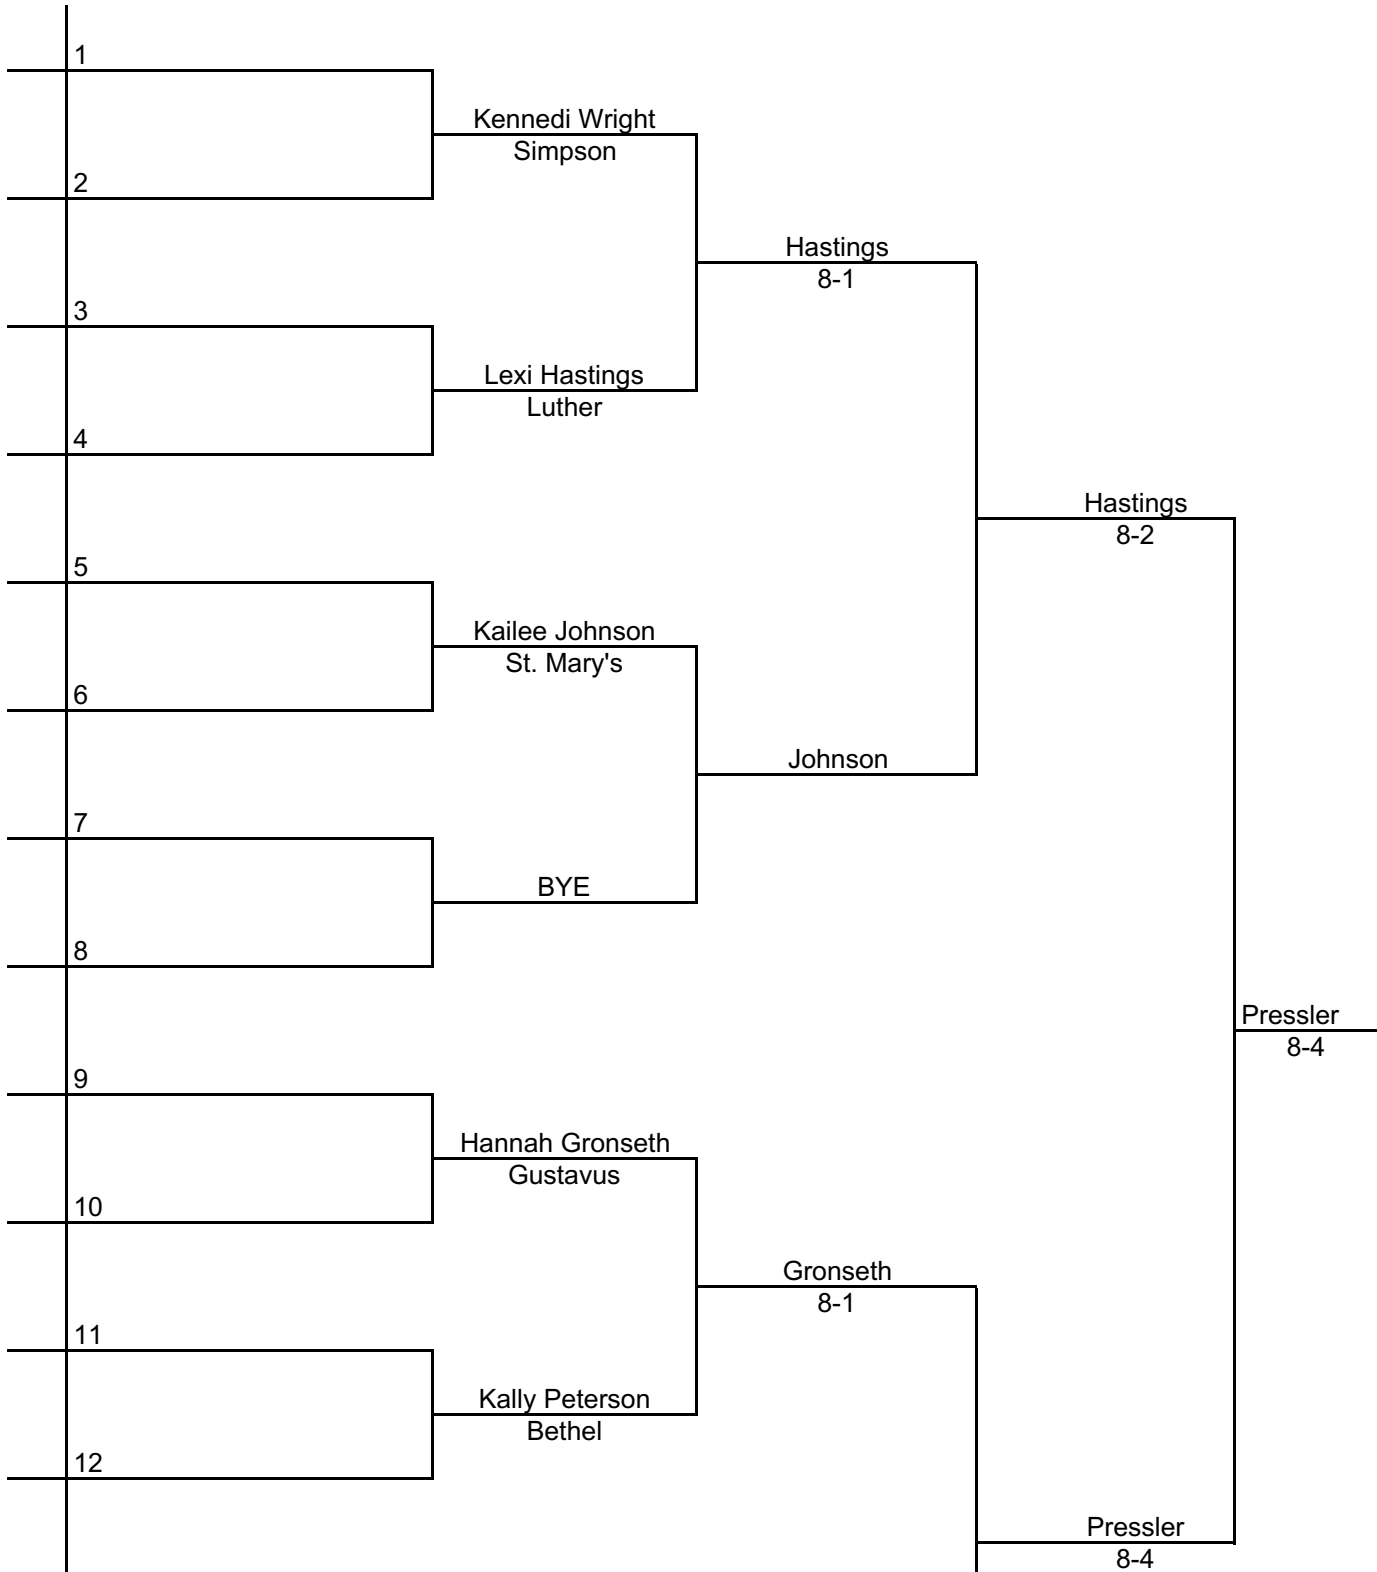 1
Kennedi Wright
Simpson
2
Hastings
8-1
3
Lexi Hastings
Luther
4
Hastings
8-2
5
Kailee Johnson
St. Mary's
6
Johnson
7
BYE
8
Pressler
8-4
9
Hannah Gronseth
Gustavus
10
Gronseth
8-1
11
Kally Peterson
Bethel
12
Pressler
8-4